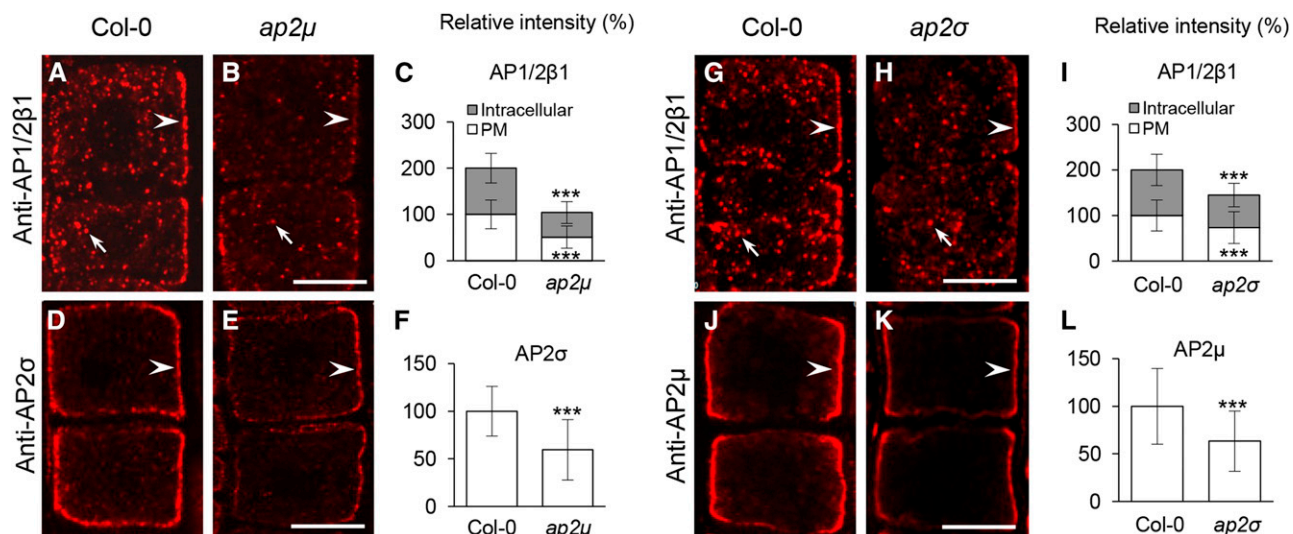 Col-0
ap2µ
Relative intensity (%)
Col-0
ap2σ
Relative intensity (%)
Anti-AP1/2β1
A
B
C
AP1/2β1
Intracellular
PM
300
200
100
0
***
***
Col-0
ap2µ
Anti-AP1/2β1
G
H
I
AP1/2β1
Intracellular
PM
300
200
100
0
***
***
Col-0
ap2σ
Anti-AP2σ
D
E
F
AP2σ
150
100
50
0
***
Col-0
ap2µ
Anti-AP2µ
J
K
L
AP2µ
150
100
50
0
***
Col-0
ap2σ